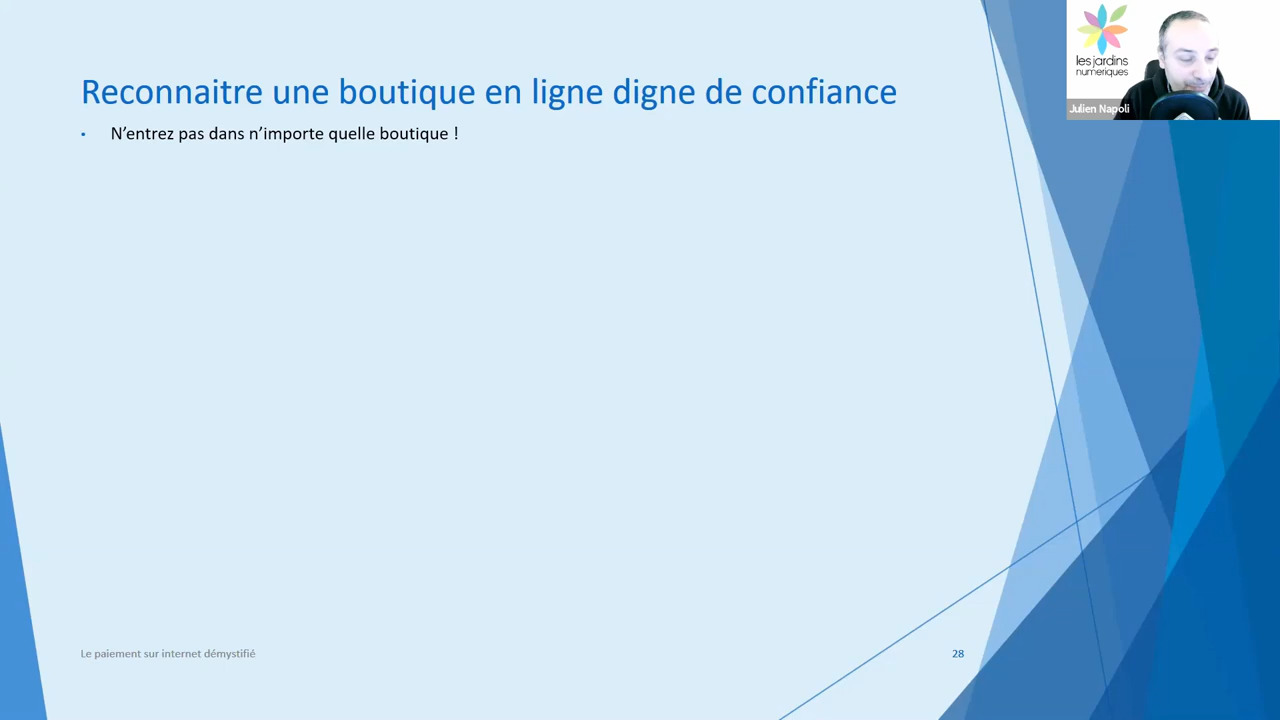 Reconnaitre une boutique en ligne digne de confiance
• N’entrez pas dans n’importe quelle boutique !
les jardins
numeriques
Julien Napoli
Le paiement sur internet démystifié
28